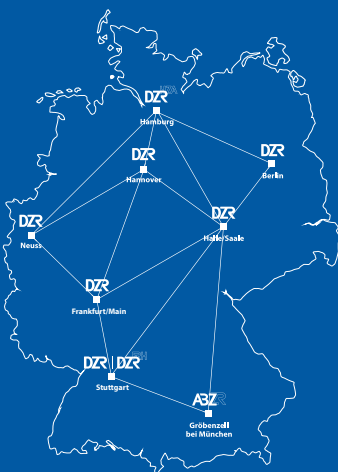 DZR HZA
Hamburg
DZR
Hannover
DZR
Berlin
DZR
Neuss
DZR
Halle/Saale
DZR
Frankfurt/Main
DZR DZR
Stuttgart
ABZR
Gröbenzell
bei München